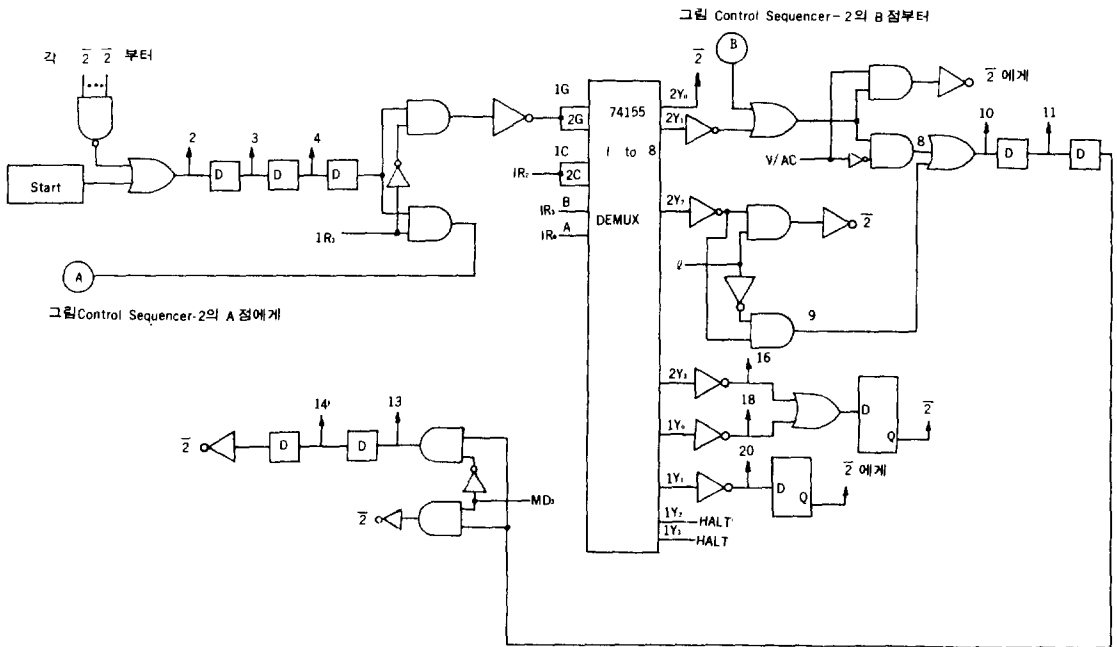 그림 Control Sequencer-2의 B점부터
B
각 2 2 부터
Start
2
3
4
D
D
D
IR₂
A
그림Control Sequencer-2의 A 점에게
1G
2G
1C
2C
IR₂
IR₃ B
IR₄ A
74155
1 to 8
DEMUX
2Y₀
2
2Y₁
2 에게
V/AC
8
10
11
D
D
2Y₇
2
ℓ
9
2Y₃
16
1Y₀
18
D
Q
2
1Y₁
20
D
Q
2 에게
1Y₂ HALT
1Y₃ HALT
2
D
14
D
13
MD₃
2